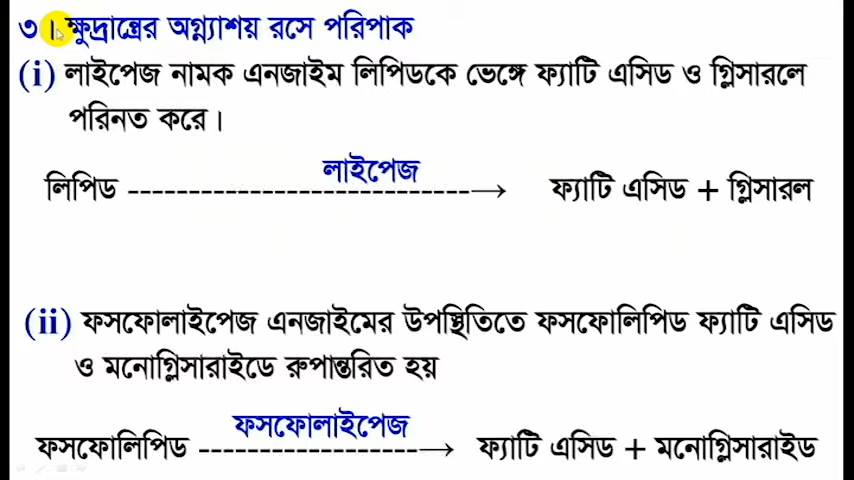 ৩। ক্ষুদ্রান্ত্রের অগ্ন্যাশয় রসে পরিপাক
(i) লাইপেজ নামক এনজাইম লিপিডকে ভেঙ্গে ফ্যাটি এসিড ও গ্লিসারলে
পরিনত করে।
লাইপেজ
লিপিড ----------------------------→ ফ্যাটি এসিড + গ্লিসারল
(ii) ফসফোলাইপেজ এনজাইমের উপস্থিতিতে ফসফোলিপিড ফ্যাটি এসিড
ও মনোগ্লিসারাইডে রুপান্তরিত হয়
ফসফোলাইপেজ
ফসফোলিপিড ------------------→ ফ্যাটি এসিড + মনোগ্লিসারাইড